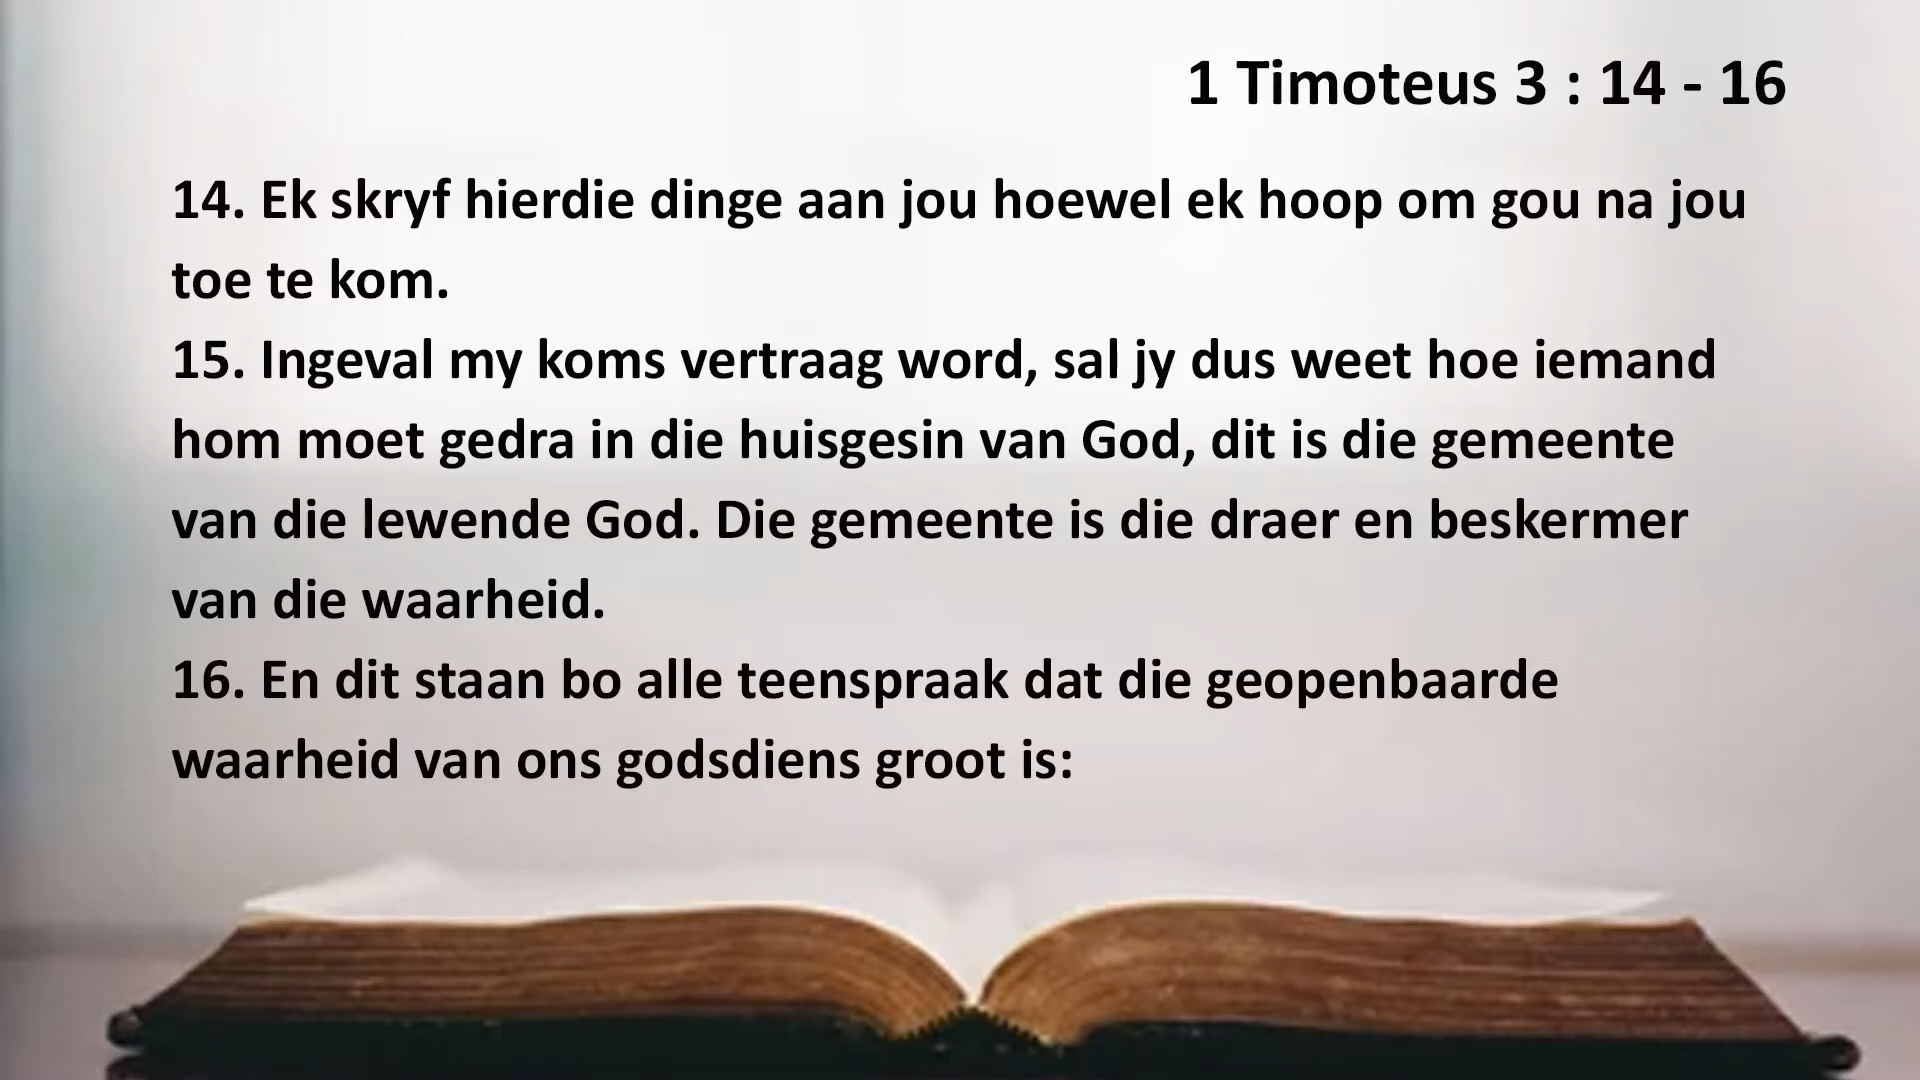 1 Timoteus 3 : 14 - 16
14. Ek skryf hierdie dinge aan jou hoewel ek hoop om gou na jou
toe te kom.
15. Ingeval my koms vertraag word, sal jy dus weet hoe iemand
hom moet gedra in die huisgesin van God, dit is die gemeente
van die lewende God. Die gemeente is die draer en beskermer
van die waarheid.
16. En dit staan bo alle teenspraak dat die geopenbaarde
waarheid van ons godsdiens groot is: